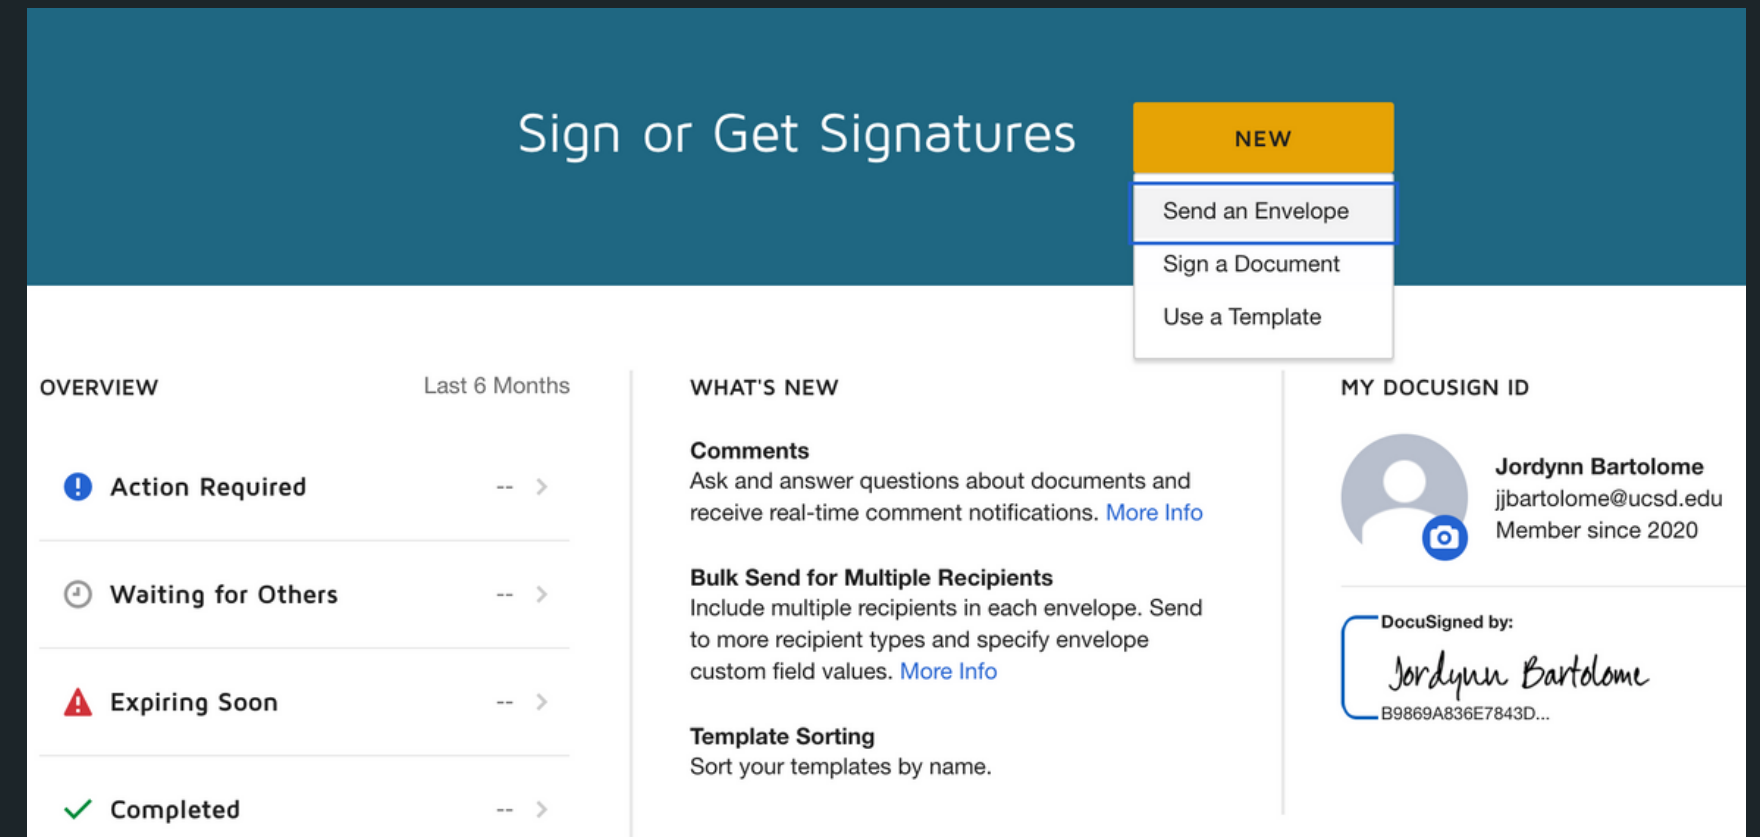 Sign or Get Signatures
NEW
Send an Envelope
Sign a Document
Use a Template
OVERVIEW
Last 6 Months
Action Required
--
Waiting for Others
--
Expiring Soon
--
Completed
--
WHAT'S NEW
Comments
Ask and answer questions about documents and
receive real-time comment notifications. More Info
Bulk Send for Multiple Recipients
Include multiple recipients in each envelope. Send
to more recipient types and specify envelope
custom field values. More Info
Template Sorting
Sort your templates by name.
MY DOCUSIGN ID
Jordynn Bartolome
jjbartolome@ucsd.edu
Member since 2020
DocuSigned by:
Jordynn Bartolome
B9869A836E7843D...